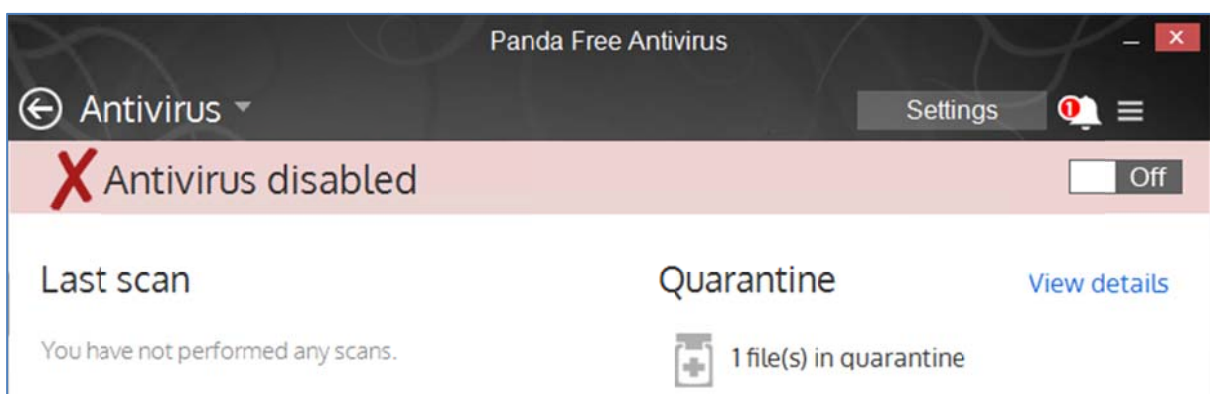 Panda Free Antivirus
Antivirus
Settings
1
Antivirus disabled
Off
Last scan
Quarantine
View details
You have not performed any scans.
1 file(s) in quarantine